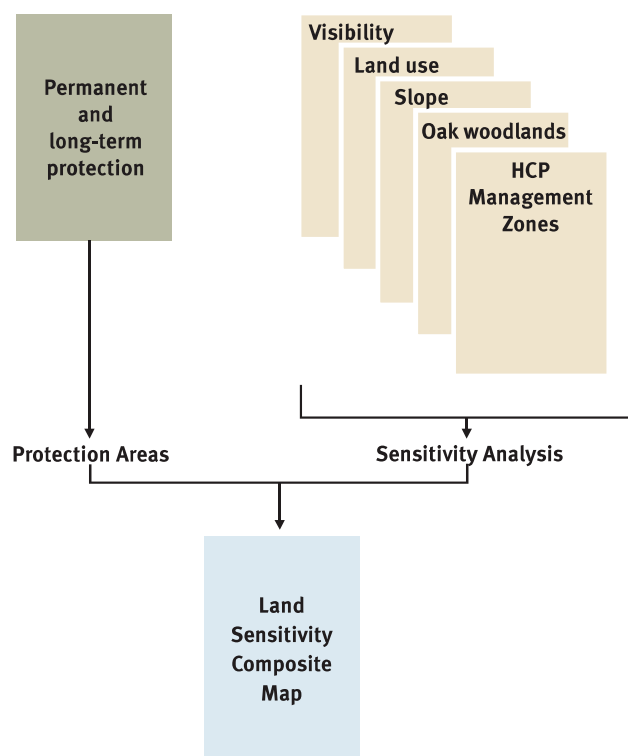 Permanent
and
long-term
protection
Visibility
Land use
Slope
Oak woodlands
HCP
Management
Zones
Protection Areas
Sensitivity Analysis
Land
Sensitivity
Composite
Map